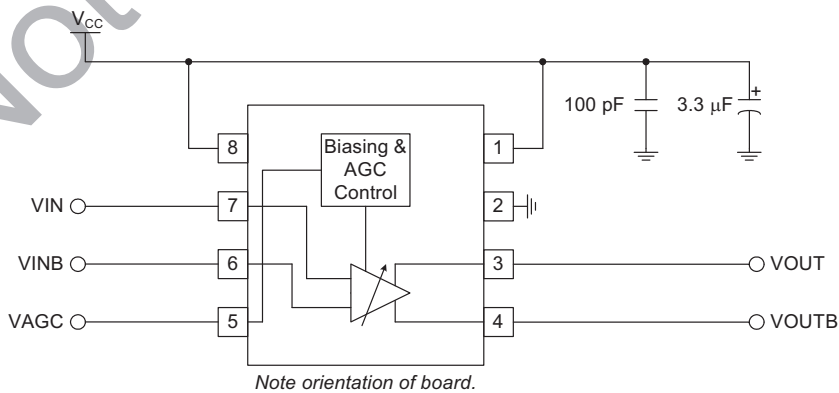 VCC
100 pF
3.3 μF
+
8
Biasing &
AGC
Control
1
VIN
7
2
VINB
6
3
VOUT
VAGC
5
4
VOUTB
Note orientation of board.